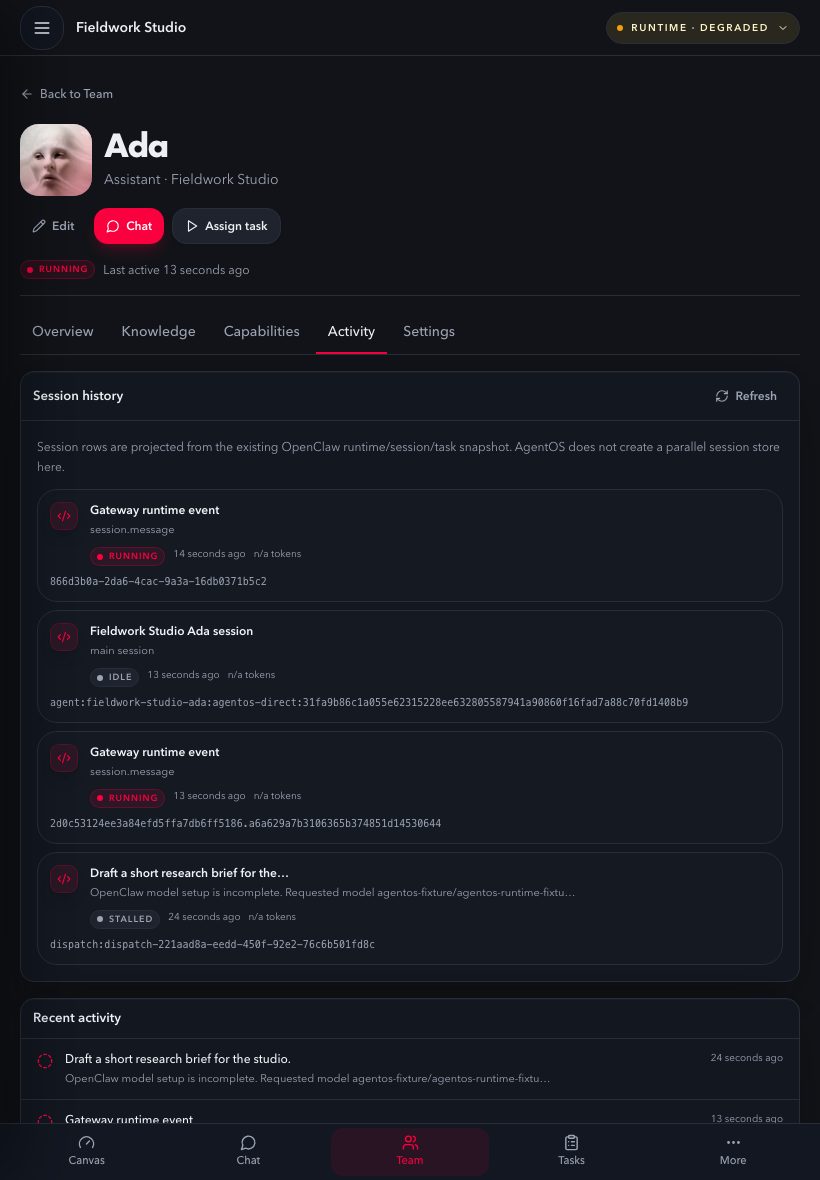 Fieldwork Studio
RUNTIME · DEGRADED
Back to Team
Ada
Assistant · Fieldwork Studio
Edit
Chat
Assign task
RUNNING
Last active 13 seconds ago
Overview
Knowledge
Capabilities
Activity
Settings
Session history
Refresh
Session rows are projected from the existing OpenClaw runtime/session/task snapshot. AgentOS does not create a parallel session store
here.
Gateway runtime event
session.message
RUNNING 14 seconds ago n/a tokens
866d3b0a-2da6-4cac-9a3a-16db0371b5c2
Fieldwork Studio Ada session
main session
IDLE 13 seconds ago n/a tokens
agent:fieldwork-studio-ada:agentos-direct:31fa9b86c1a055e62315228ee632805587941a90860f16fad7a88c70fd1408b9
Gateway runtime event
session.message
RUNNING 13 seconds ago n/a tokens
2d0c53124ee3a84efd5ffa7db6ff5186.a6a629a7b3106365b374851d14530644
Draft a short research brief for the…
OpenClaw model setup is incomplete. Requested model agentos-fixture/agentos-runtime-fixtu…
STALLED 24 seconds ago n/a tokens
dispatch:dispatch-221aad8a-eedd-450f-92e2-76c6b501fd8c
Recent activity
Draft a short research brief for the studio.
24 seconds ago
OpenClaw model setup is incomplete. Requested model agentos-fixture/agentos-runtime-fixtu…
Gateway runtime event
13 seconds ago
Canvas
Chat
Team
Tasks
More